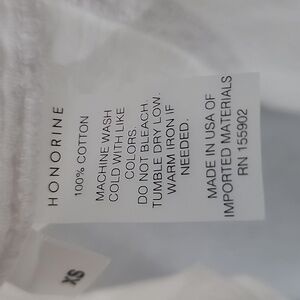 HONORINE
100% COTTON
MACHINE WASH
COLD WITH LIKE
COLORS.
DO NOT BLEACH.
TUMBLE DRY LOW.
WARM IRON IF
NEEDED.
MADE IN USA OF
IMPORTED MATERIALS
RN 155902
XS